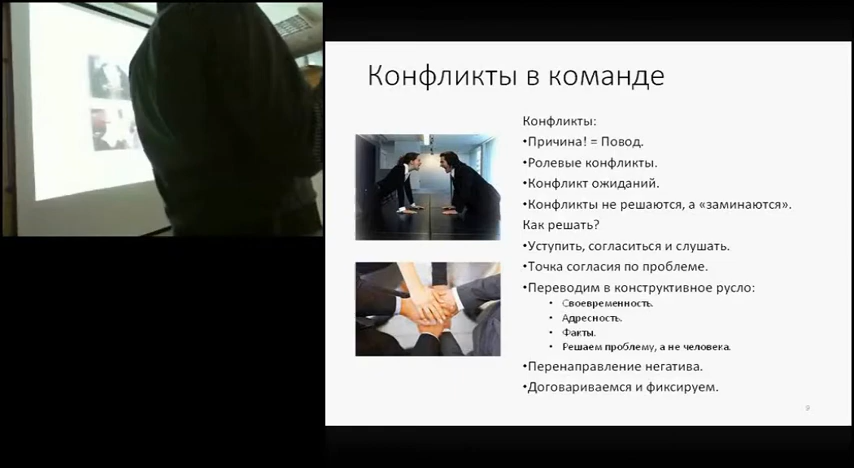 Конфликты в команде
Конфликты:
•Причина! = Повод.
•Ролевые конфликты.
•Конфликт ожиданий.
•Конфликты не решаются, а «заминаются».
Как решать?
•Уступить, согласиться и слушать.
•Точка согласия по проблеме.
•Переводим в конструктивное русло:
• Своевременность.
• Адресность.
• Факты.
• Решаем проблему, а не человека.
•Перенаправление негатива.
•Договариваемся и фиксируем.
9